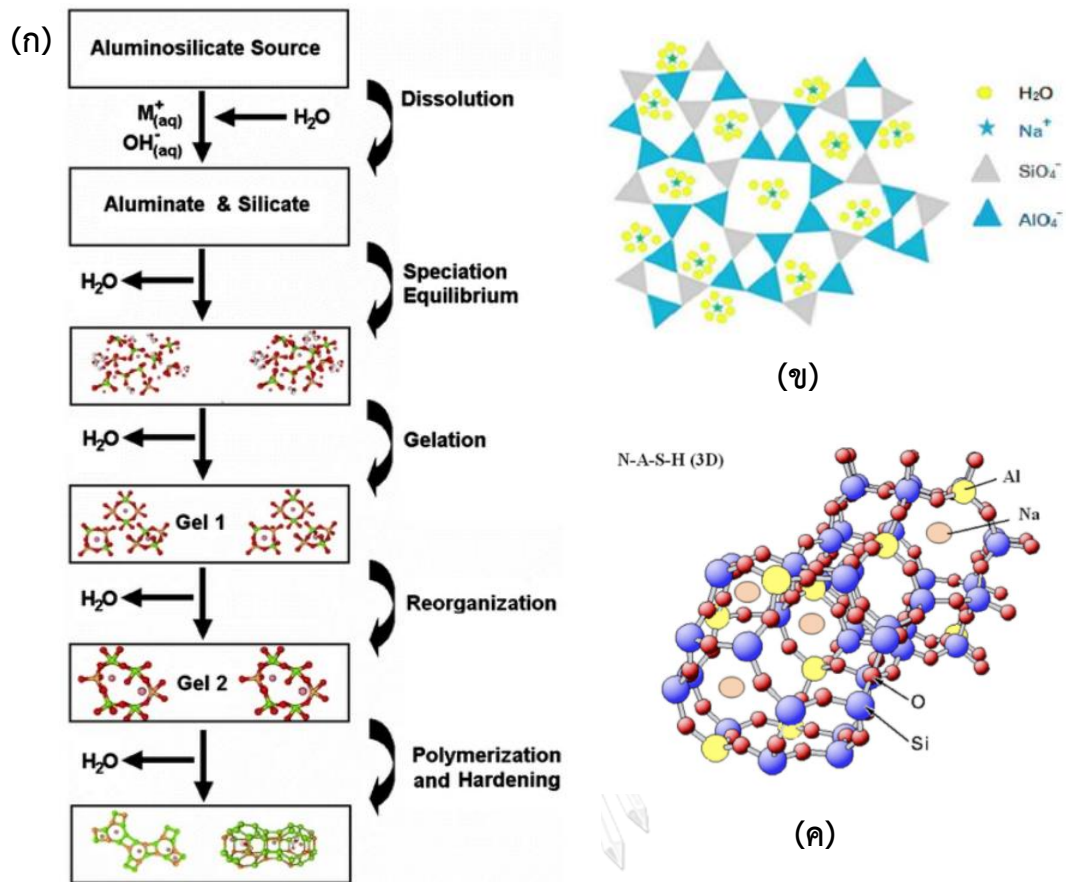 (ก)
Aluminosilicate Source
M⁺(aq)
OH⁻(aq)
H₂O
Dissolution
Aluminate & Silicate
H₂O
Speciation
Equilibrium
H₂O
Gelation
Gel 1
H₂O
Reorganization
Gel 2
H₂O
Polymerization
and Hardening
H₂O
Na⁺
SiO₄⁻
AlO₄⁻
(ข)
N-A-S-H (3D)
Al
Na
O
Si
(ค)